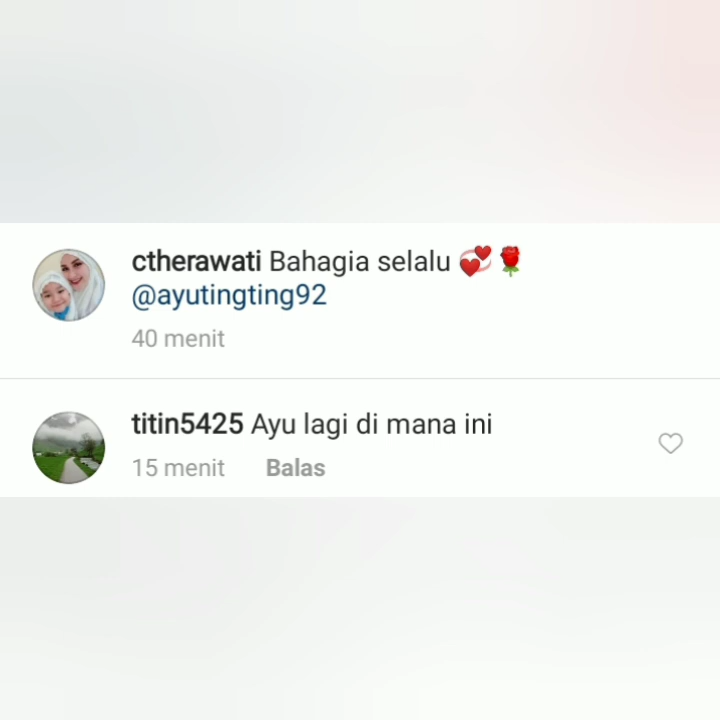 ctherawati Bahagia selalu 💞🌹
@ayutingting92
40 menit
titin5425 Ayu lagi di mana ini
15 menit Balas